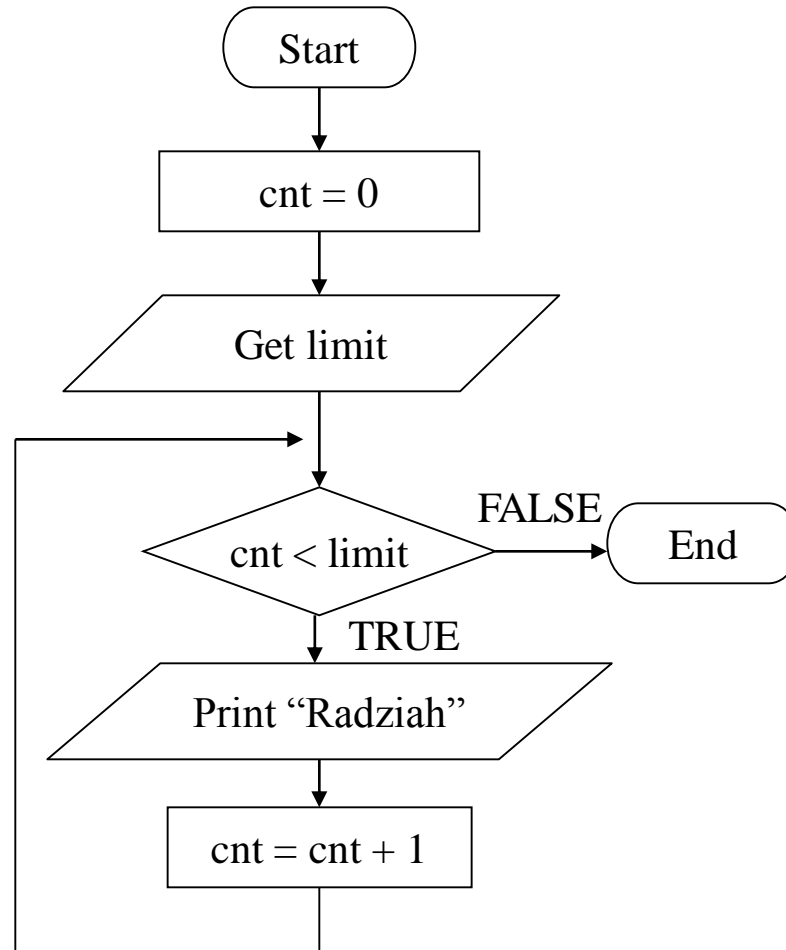 Start
cnt = 0
Get limit
cnt < limit
FALSE
End
TRUE
Print “Radziah”
cnt = cnt + 1